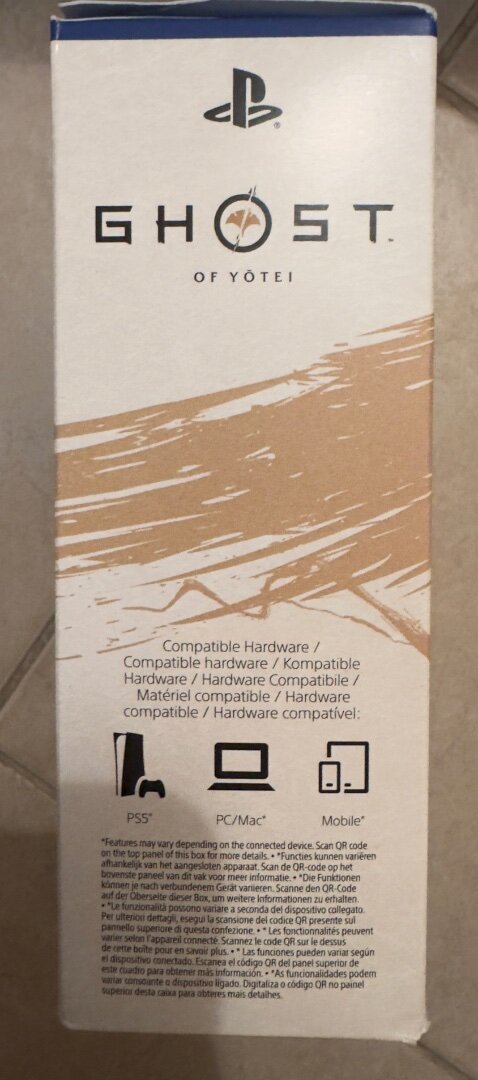 GHOST™
OF YŌTEI
Compatible Hardware /
Compatible hardware / Kompatible
Hardware / Hardware Compatibile /
Matériel compatible / Hardware
compatible / Hardware compatível:
PS5* PC/Mac* Mobile*
*Features may vary depending on the connected device. Scan QR code
on the top panel of this box for more details. • *Functies kunnen variëren
afhankelijk van het aangesloten apparaat. Scan de QR-code op het
bovenste paneel van dit vak voor meer informatie. • *Die Funktionen
können je nach verbundenem Gerät variieren. Scanne den QR-Code
auf der Oberseite dieser Box, um weitere Informationen zu erhalten.
• *Le funzionalità possono variare a seconda del dispositivo collegato.
Per ulteriori dettagli, esegui la scansione del codice QR presente sul
pannello superiore di questa confezione. • * Les fonctionnalités peuvent
varier selon l'appareil connecté. Scannez le code QR sur le dessus
de cette boîte pour en savoir plus. • * Las funciones pueden variar según
el dispositivo conectado. Escanea el código QR del panel superior de
este cuadro para obtener más información. • *As funcionalidades podem
variar consoante o dispositivo ligado. Digitaliza o código QR no painel
superior desta caixa para obteres mais detalhes.